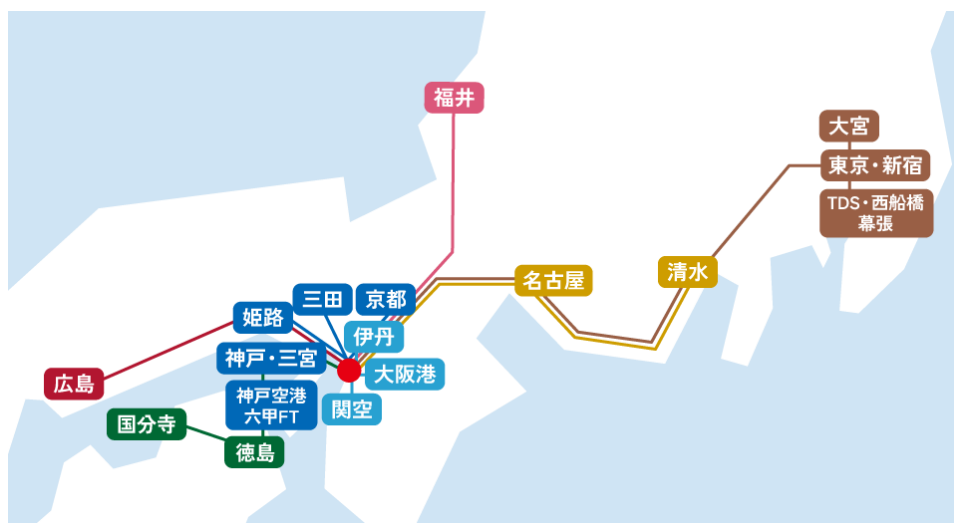 福井
大宮
東京・新宿
TDS・西船橋
幕張
清水
名古屋
三田
京都
姫路
伊丹
神戸・三宮
大阪港
広島
神戸空港
六甲FT
関空
国分寺
徳島